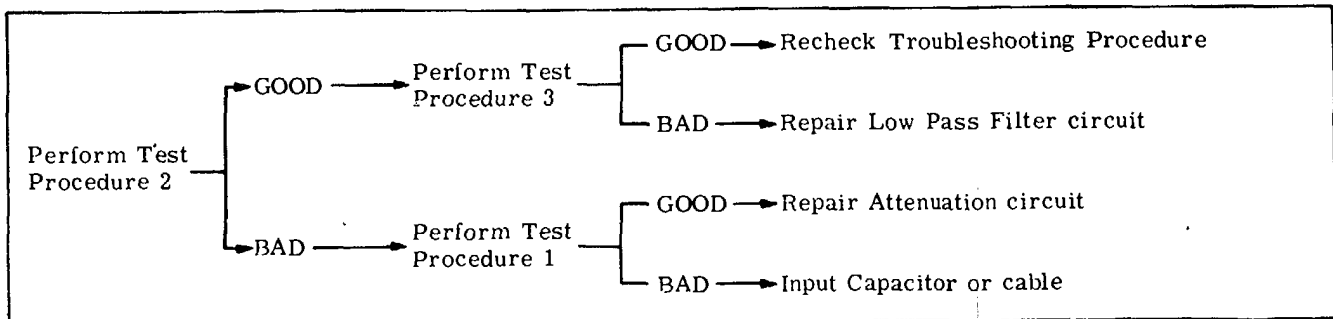 GOOD Recheck Troubleshooting Procedure
GOOD Perform Test
Procedure 3
BAD Repair Low Pass Filter circuit
Perform Test
Procedure 2
GOOD Repair Attenuation circuit
BAD Perform Test
Procedure 1
BAD Input Capacitor or cable